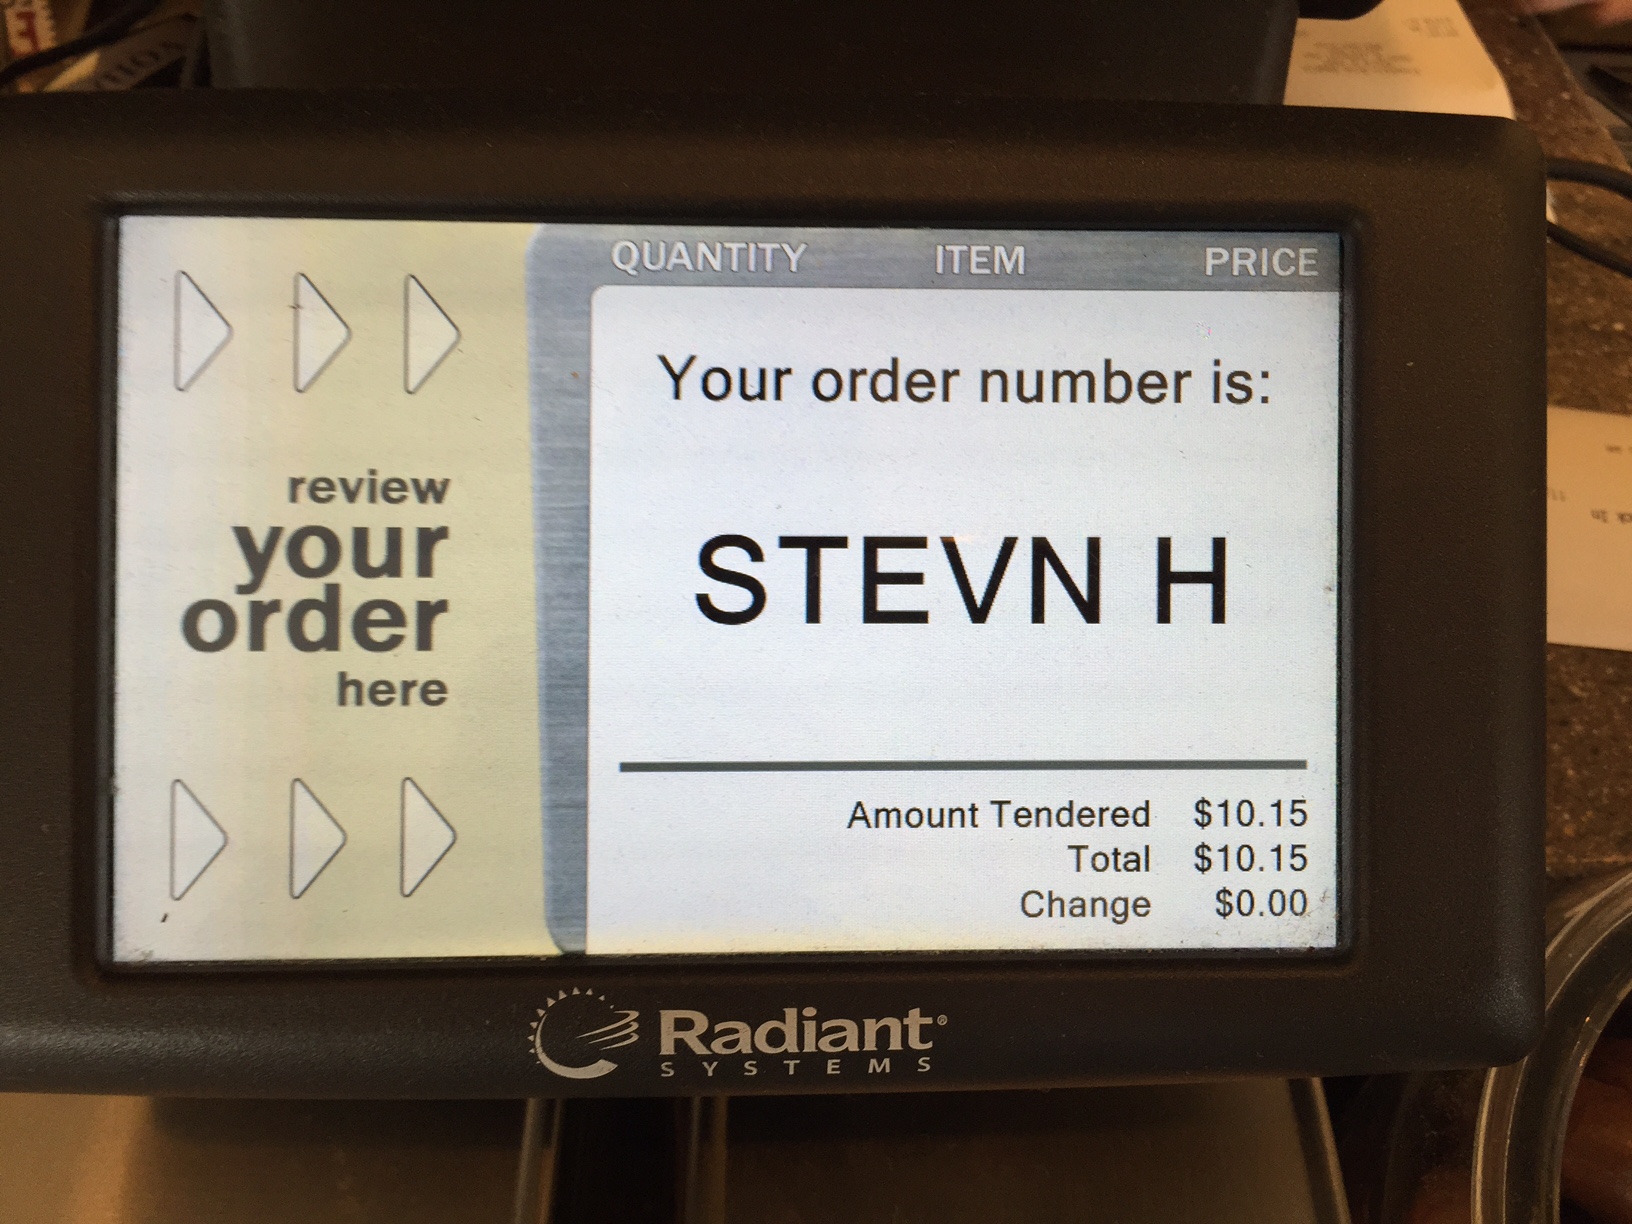 QUANTITY ITEM PRICE
Your order number is:
STEVN H
review
your
order
here
Amount Tendered $10.15
Total $10.15
Change $0.00
Radiant®
SYSTEMS